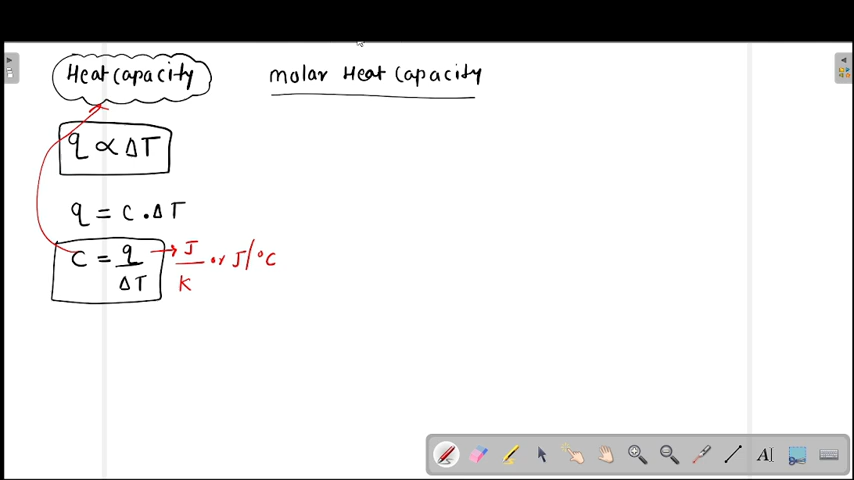 Heat capacity
molar Heat Capacity
q ∝ ΔT
q = C . ΔT
C = q/ΔT → J/K or J/°C